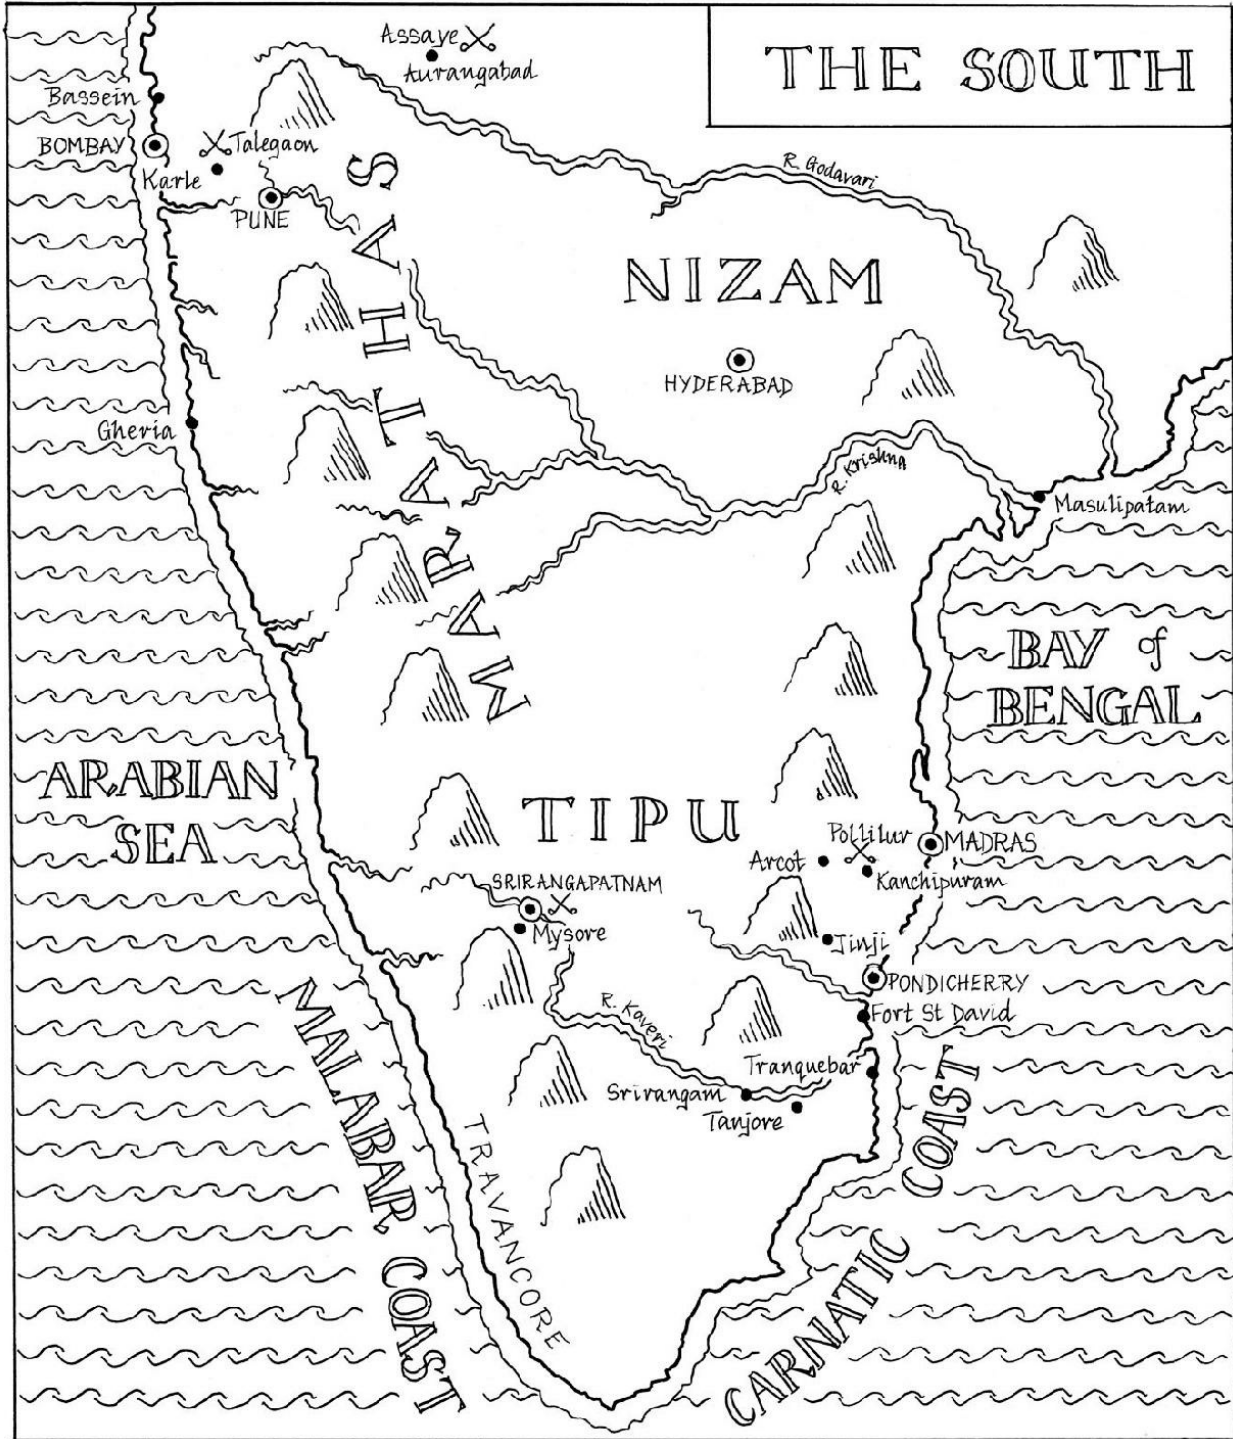 THE SOUTH
Assaye
Aurangabad
Bassein
BOMBAY
Talegaon
Karle
PUNE
R. Godavari
MARATHAS
NIZAM
HYDERABAD
Gheria
R. Krishna
Masulipatam
BAY of
BENGAL
ARABIAN
SEA
TIPU
Pollilur
MADRAS
Arcot
Kanchipuram
SRIRANGAPATNAM
Mysore
Jinji
PONDICHERRY
R. Kaveri
Fort St David
Tranquebar
Srirangam
Tanjore
MALABAR COAST
TRAVANCORE
CARNATIC COAST